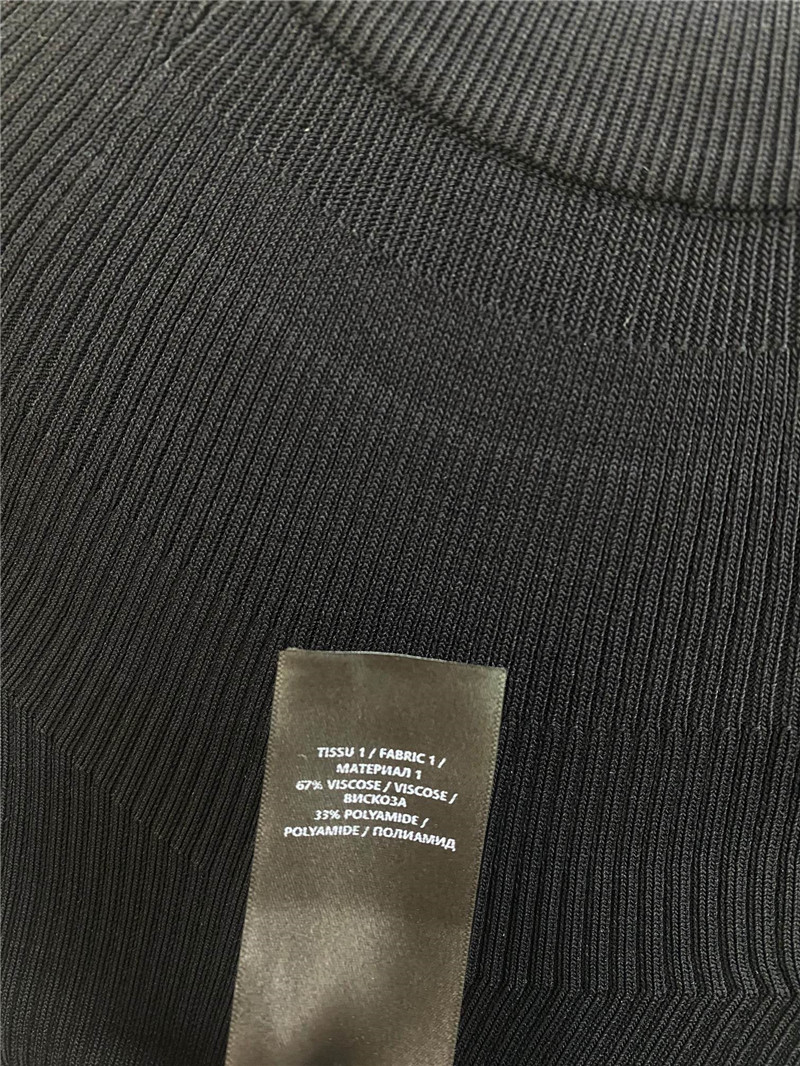 TISSU 1 / FABRIC 1 /
МАТЕРИАЛ 1
67% VISCOSE / VISCOSE /
ВИСКОЗА
33% POLYAMIDE /
POLYAMIDE / ПОЛИАМИД